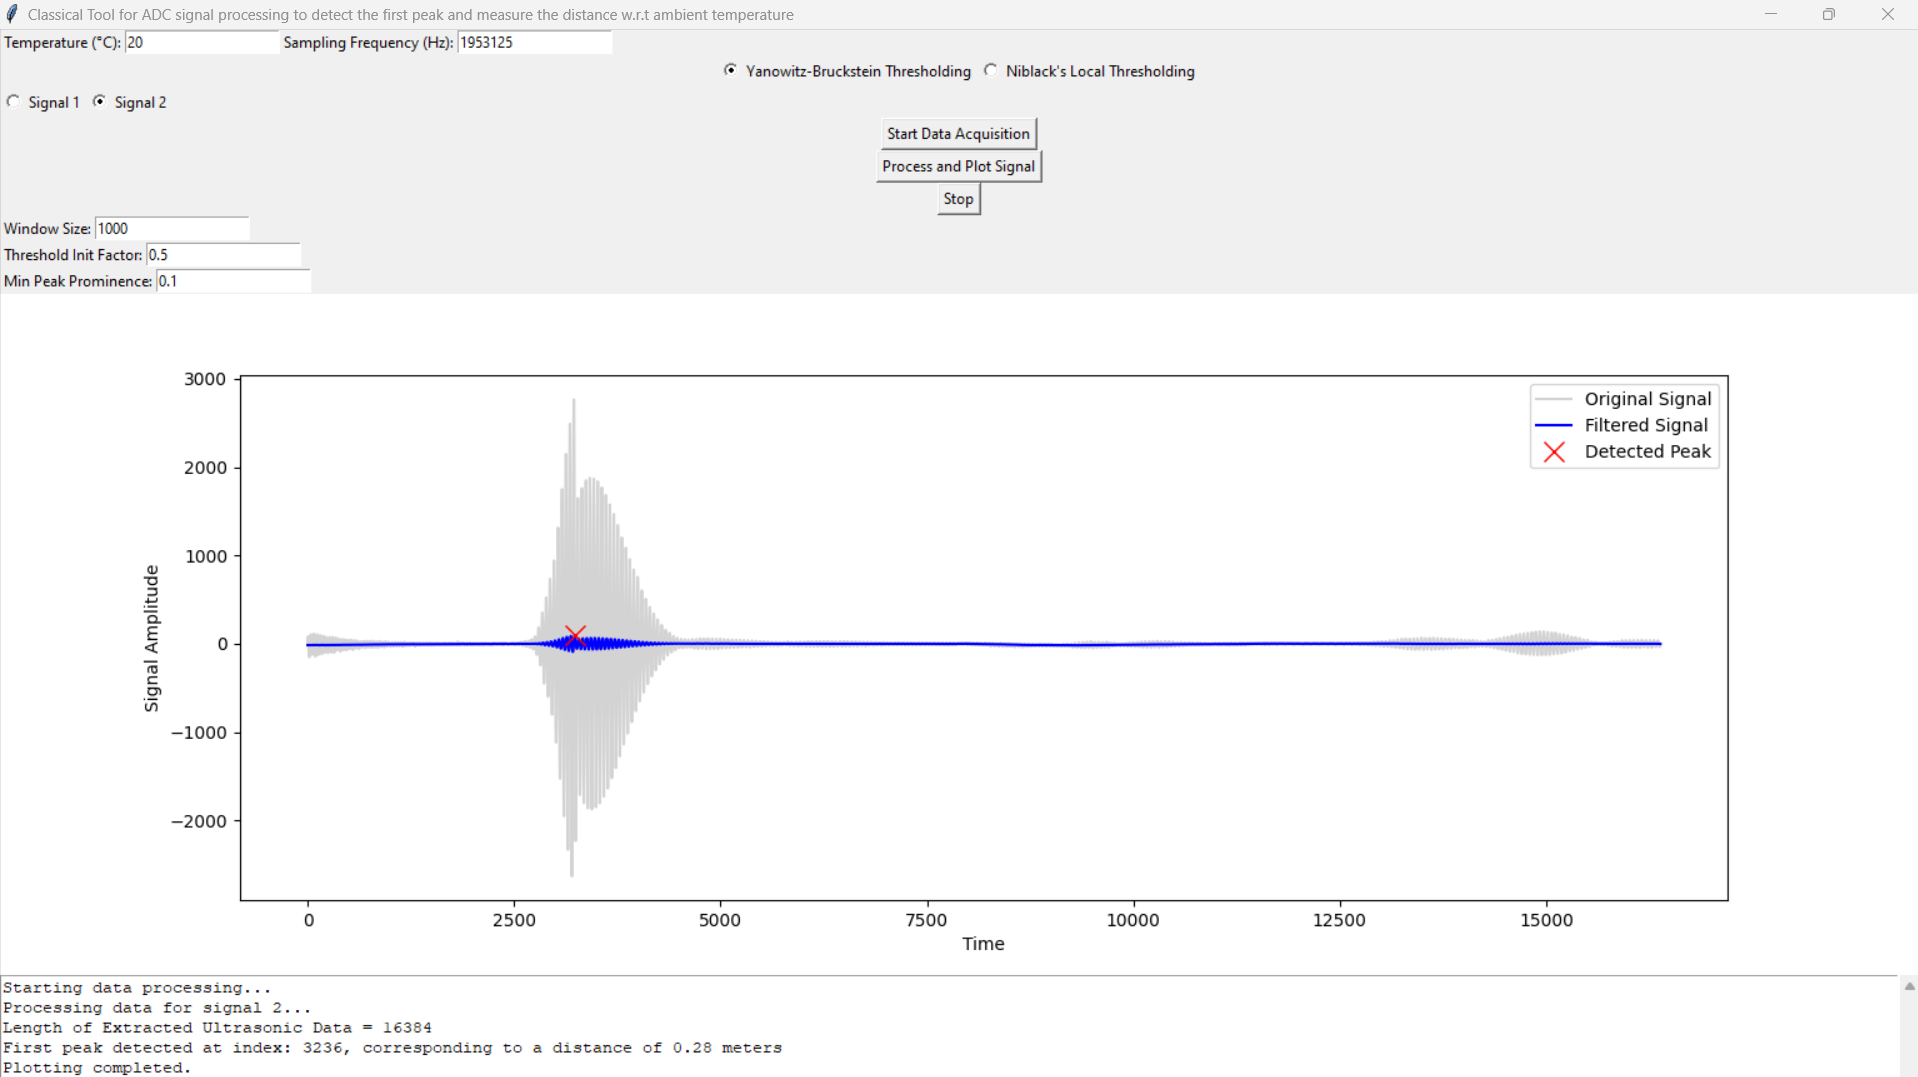 Classical Tool for ADC signal processing to detect the first peak and measure the distance w.r.t ambient temperature
Temperature (°C): 20 Sampling Frequency (Hz): 1953125
Yanowitz-Bruckstein Thresholding Niblack's Local Thresholding
Signal 1 Signal 2
Start Data Acquisition
Process and Plot Signal
Stop
Window Size: 1000
Threshold Init Factor: 0.5
Min Peak Prominence: 0.1
3000
2000
1000
0
−1000
−2000
Signal Amplitude
Original Signal
Filtered Signal
Detected Peak
0 2500 5000 7500 10000 12500 15000
Time
Starting data processing...
Processing data for signal 2...
Length of Extracted Ultrasonic Data = 16384
First peak detected at index: 3236, corresponding to a distance of 0.28 meters
Plotting completed.